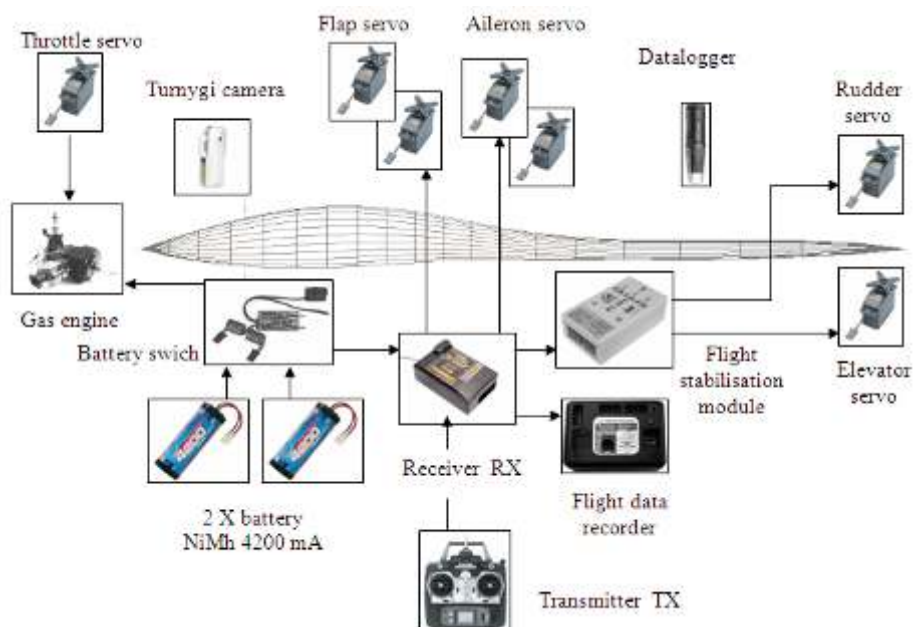 Flap servo
Aileron servo
Throttle servo
Datalogger
Turnygi camera
Rudder
servo
Gas engine
Battery swich
Flight
stabilisation
module
Elevator
servo
Receiver RX
2 X battery
NiMh 4200 mA
Flight data
recorder
Transmitter TX